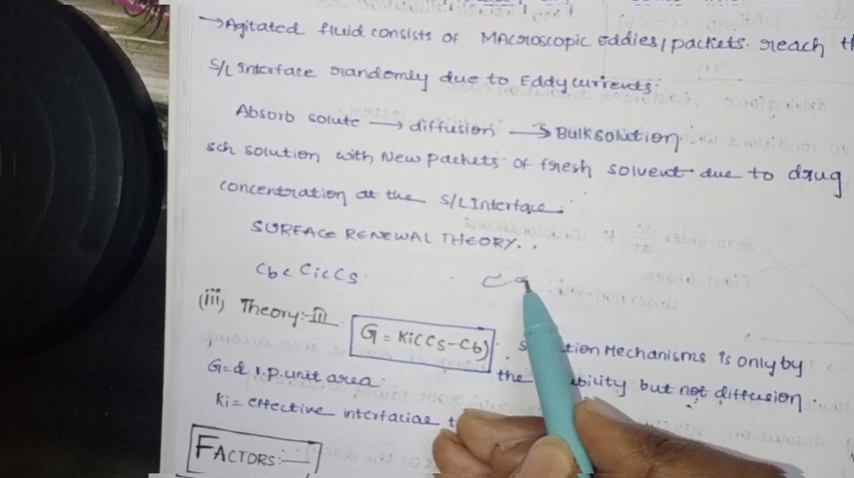 →Agitated fluid consists of MAcroscopic eddies/packets. reach th
S/L Interface randomly due to Eddy currents.
Absorb solute → diffusion → Bulk solution
sch solution with New packets of fresh solvent due to drug
concentration at the S/L Interface.
SURFACE RENEWAL THEORY.
Cb< Ci< Cs.
(iii) Theory:-III G = Ki(Cs-Cb). tion Mechanisms is only by
G=d r.p.unit area. the ability but not diffusion.
Ki = effective interfacial t
FACTORS:—